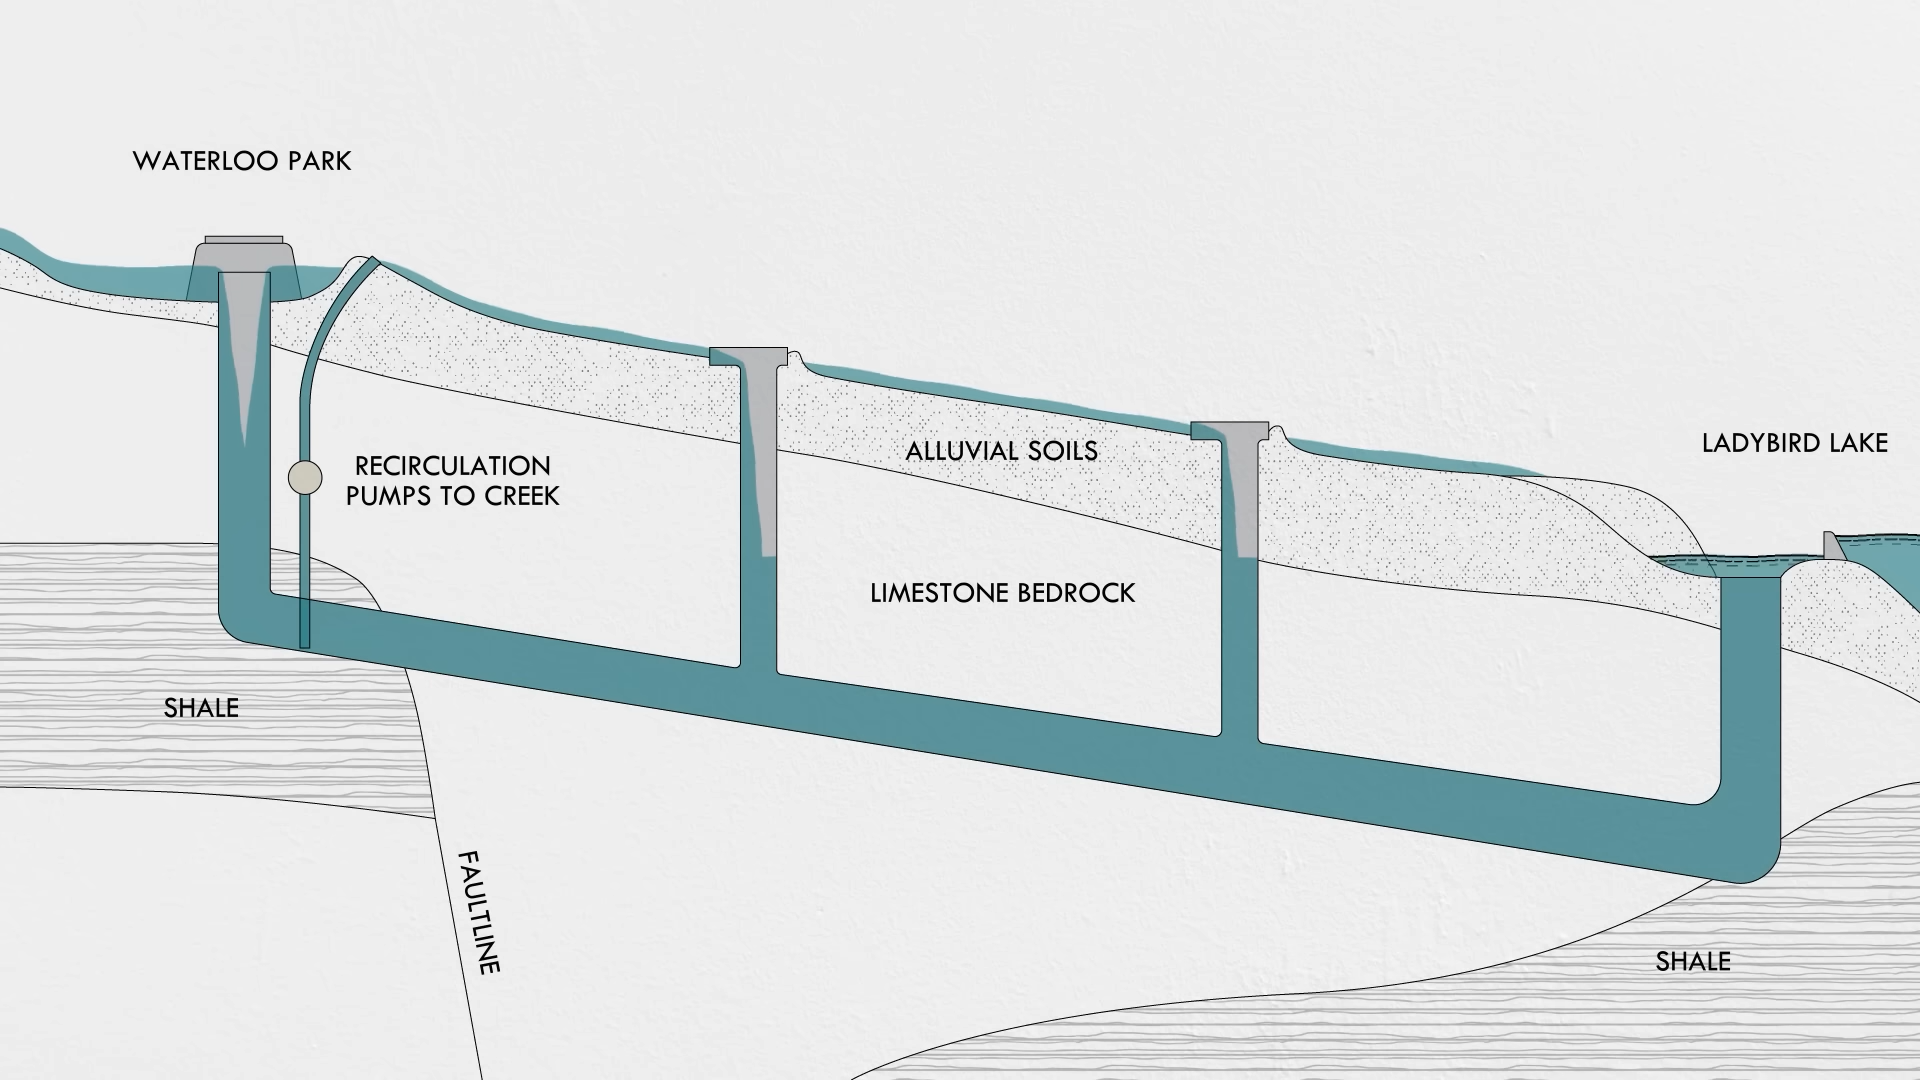 WATERLOO PARK
RECIRCULATION
PUMPS TO CREEK
ALLUVIAL SOILS
LADYBIRD LAKE
LIMESTONE BEDROCK
SHALE
FAULTLINE
SHALE